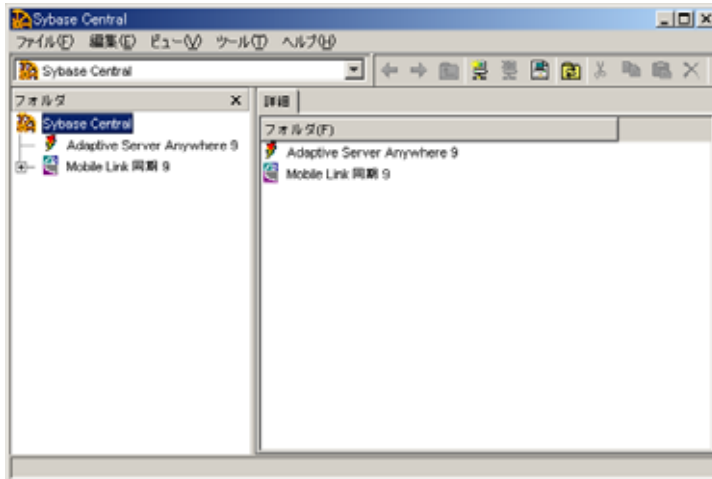 Sybase Central
ファイル(F) 編集(E) ビュー(V) ツール(T) ヘルプ(H)
Sybase Central
フォルダ
Sybase Central
Adaptive Server Anywhere 9
Mobile Link 同期 9
詳細
フォルダ(F)
Adaptive Server Anywhere 9
Mobile Link 同期 9